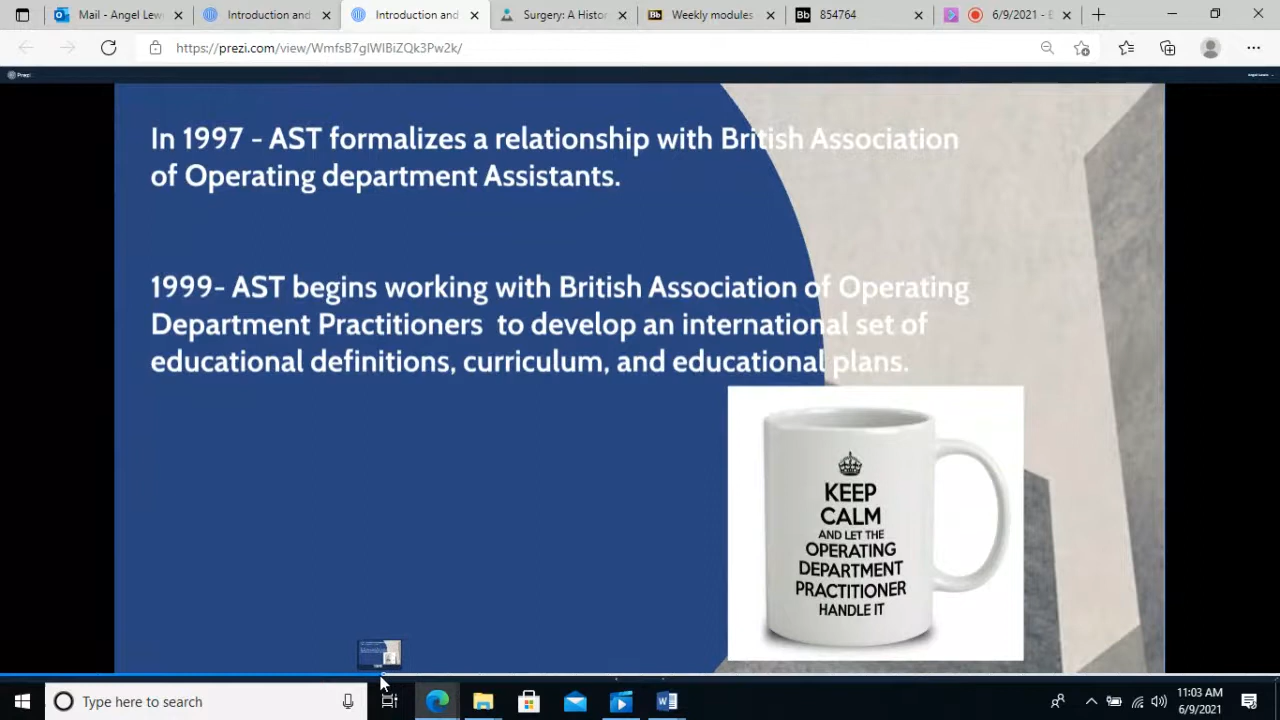 Mail Angel Lew
Introduction and
Introduction and
Surgery: A Histor
Weekly modules
854764
6/9/2021 - E
https://prezi.com/view/WmfsB7gIWlBiZQk3Pw2k/
Prezi
In 1997 - AST formalizes a relationship with British Association
of Operating department Assistants.
1999- AST begins working with British Association of Operating
Department Practitioners to develop an international set of
educational definitions, curriculum, and educational plans.
KEEP
CALM
AND LET THE
OPERATING
DEPARTMENT
PRACTITIONER
HANDLE IT
Type here to search
11:03 AM
6/9/2021